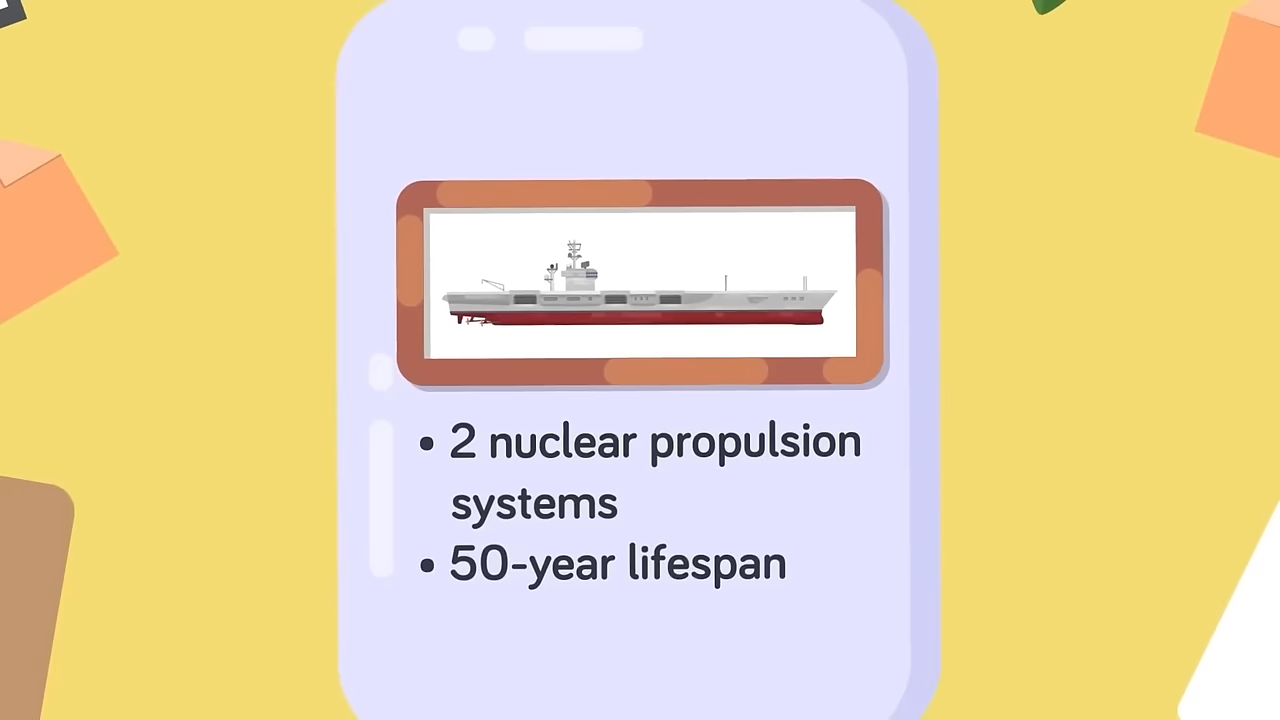 • 2 nuclear propulsion
systems
• 50-year lifespan